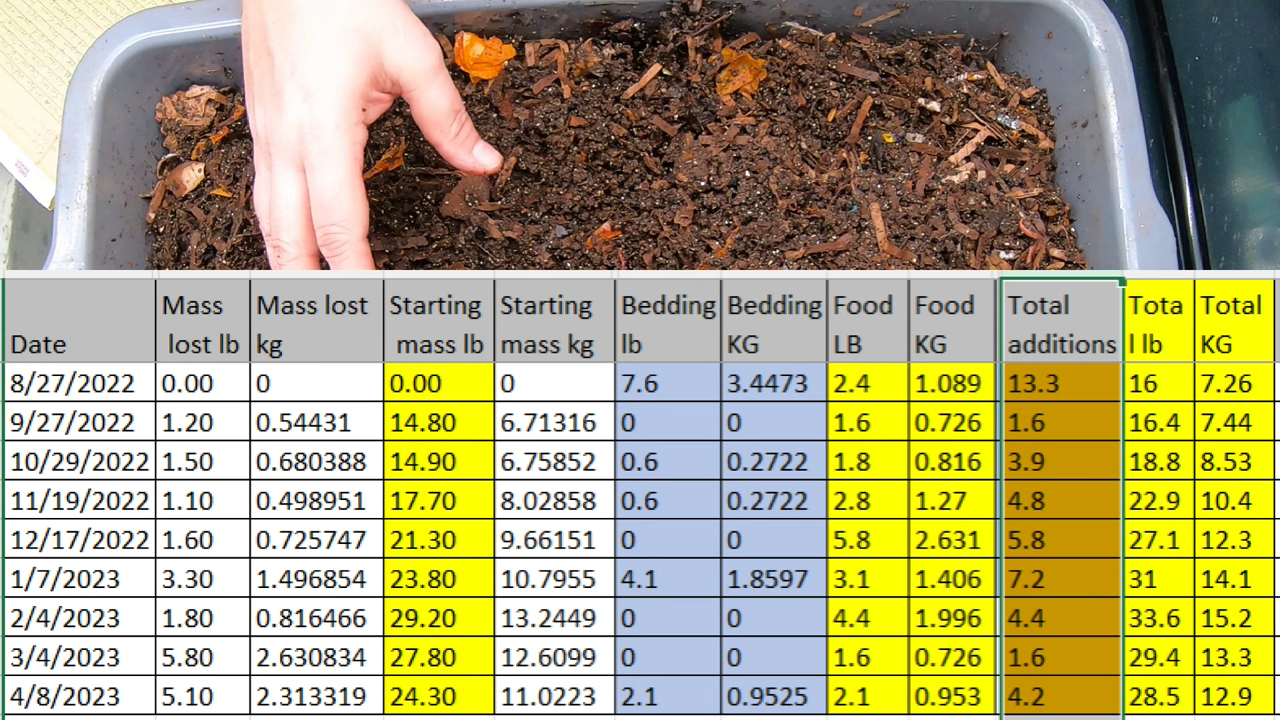 Date | Mass lost lb | Mass lost kg | Starting mass lb | Starting mass kg | Bedding lb | Bedding KG | Food LB | Food KG | Total additions | Tota l lb | Total KG
8/27/2022 | 0.00 | 0 | 0.00 | 0 | 7.6 | 3.4473 | 2.4 | 1.089 | 13.3 | 16 | 7.26
9/27/2022 | 1.20 | 0.54431 | 14.80 | 6.71316 | 0 | 0 | 1.6 | 0.726 | 1.6 | 16.4 | 7.44
10/29/2022 | 1.50 | 0.680388 | 14.90 | 6.75852 | 0.6 | 0.2722 | 1.8 | 0.816 | 3.9 | 18.8 | 8.53
11/19/2022 | 1.10 | 0.498951 | 17.70 | 8.02858 | 0.6 | 0.2722 | 2.8 | 1.27 | 4.8 | 22.9 | 10.4
12/17/2022 | 1.60 | 0.725747 | 21.30 | 9.66151 | 0 | 0 | 5.8 | 2.631 | 5.8 | 27.1 | 12.3
1/7/2023 | 3.30 | 1.496854 | 23.80 | 10.7955 | 4.1 | 1.8597 | 3.1 | 1.406 | 7.2 | 31 | 14.1
2/4/2023 | 1.80 | 0.816466 | 29.20 | 13.2449 | 0 | 0 | 4.4 | 1.996 | 4.4 | 33.6 | 15.2
3/4/2023 | 5.80 | 2.630834 | 27.80 | 12.6099 | 0 | 0 | 1.6 | 0.726 | 1.6 | 29.4 | 13.3
4/8/2023 | 5.10 | 2.313319 | 24.30 | 11.0223 | 2.1 | 0.9525 | 2.1 | 0.953 | 4.2 | 28.5 | 12.9